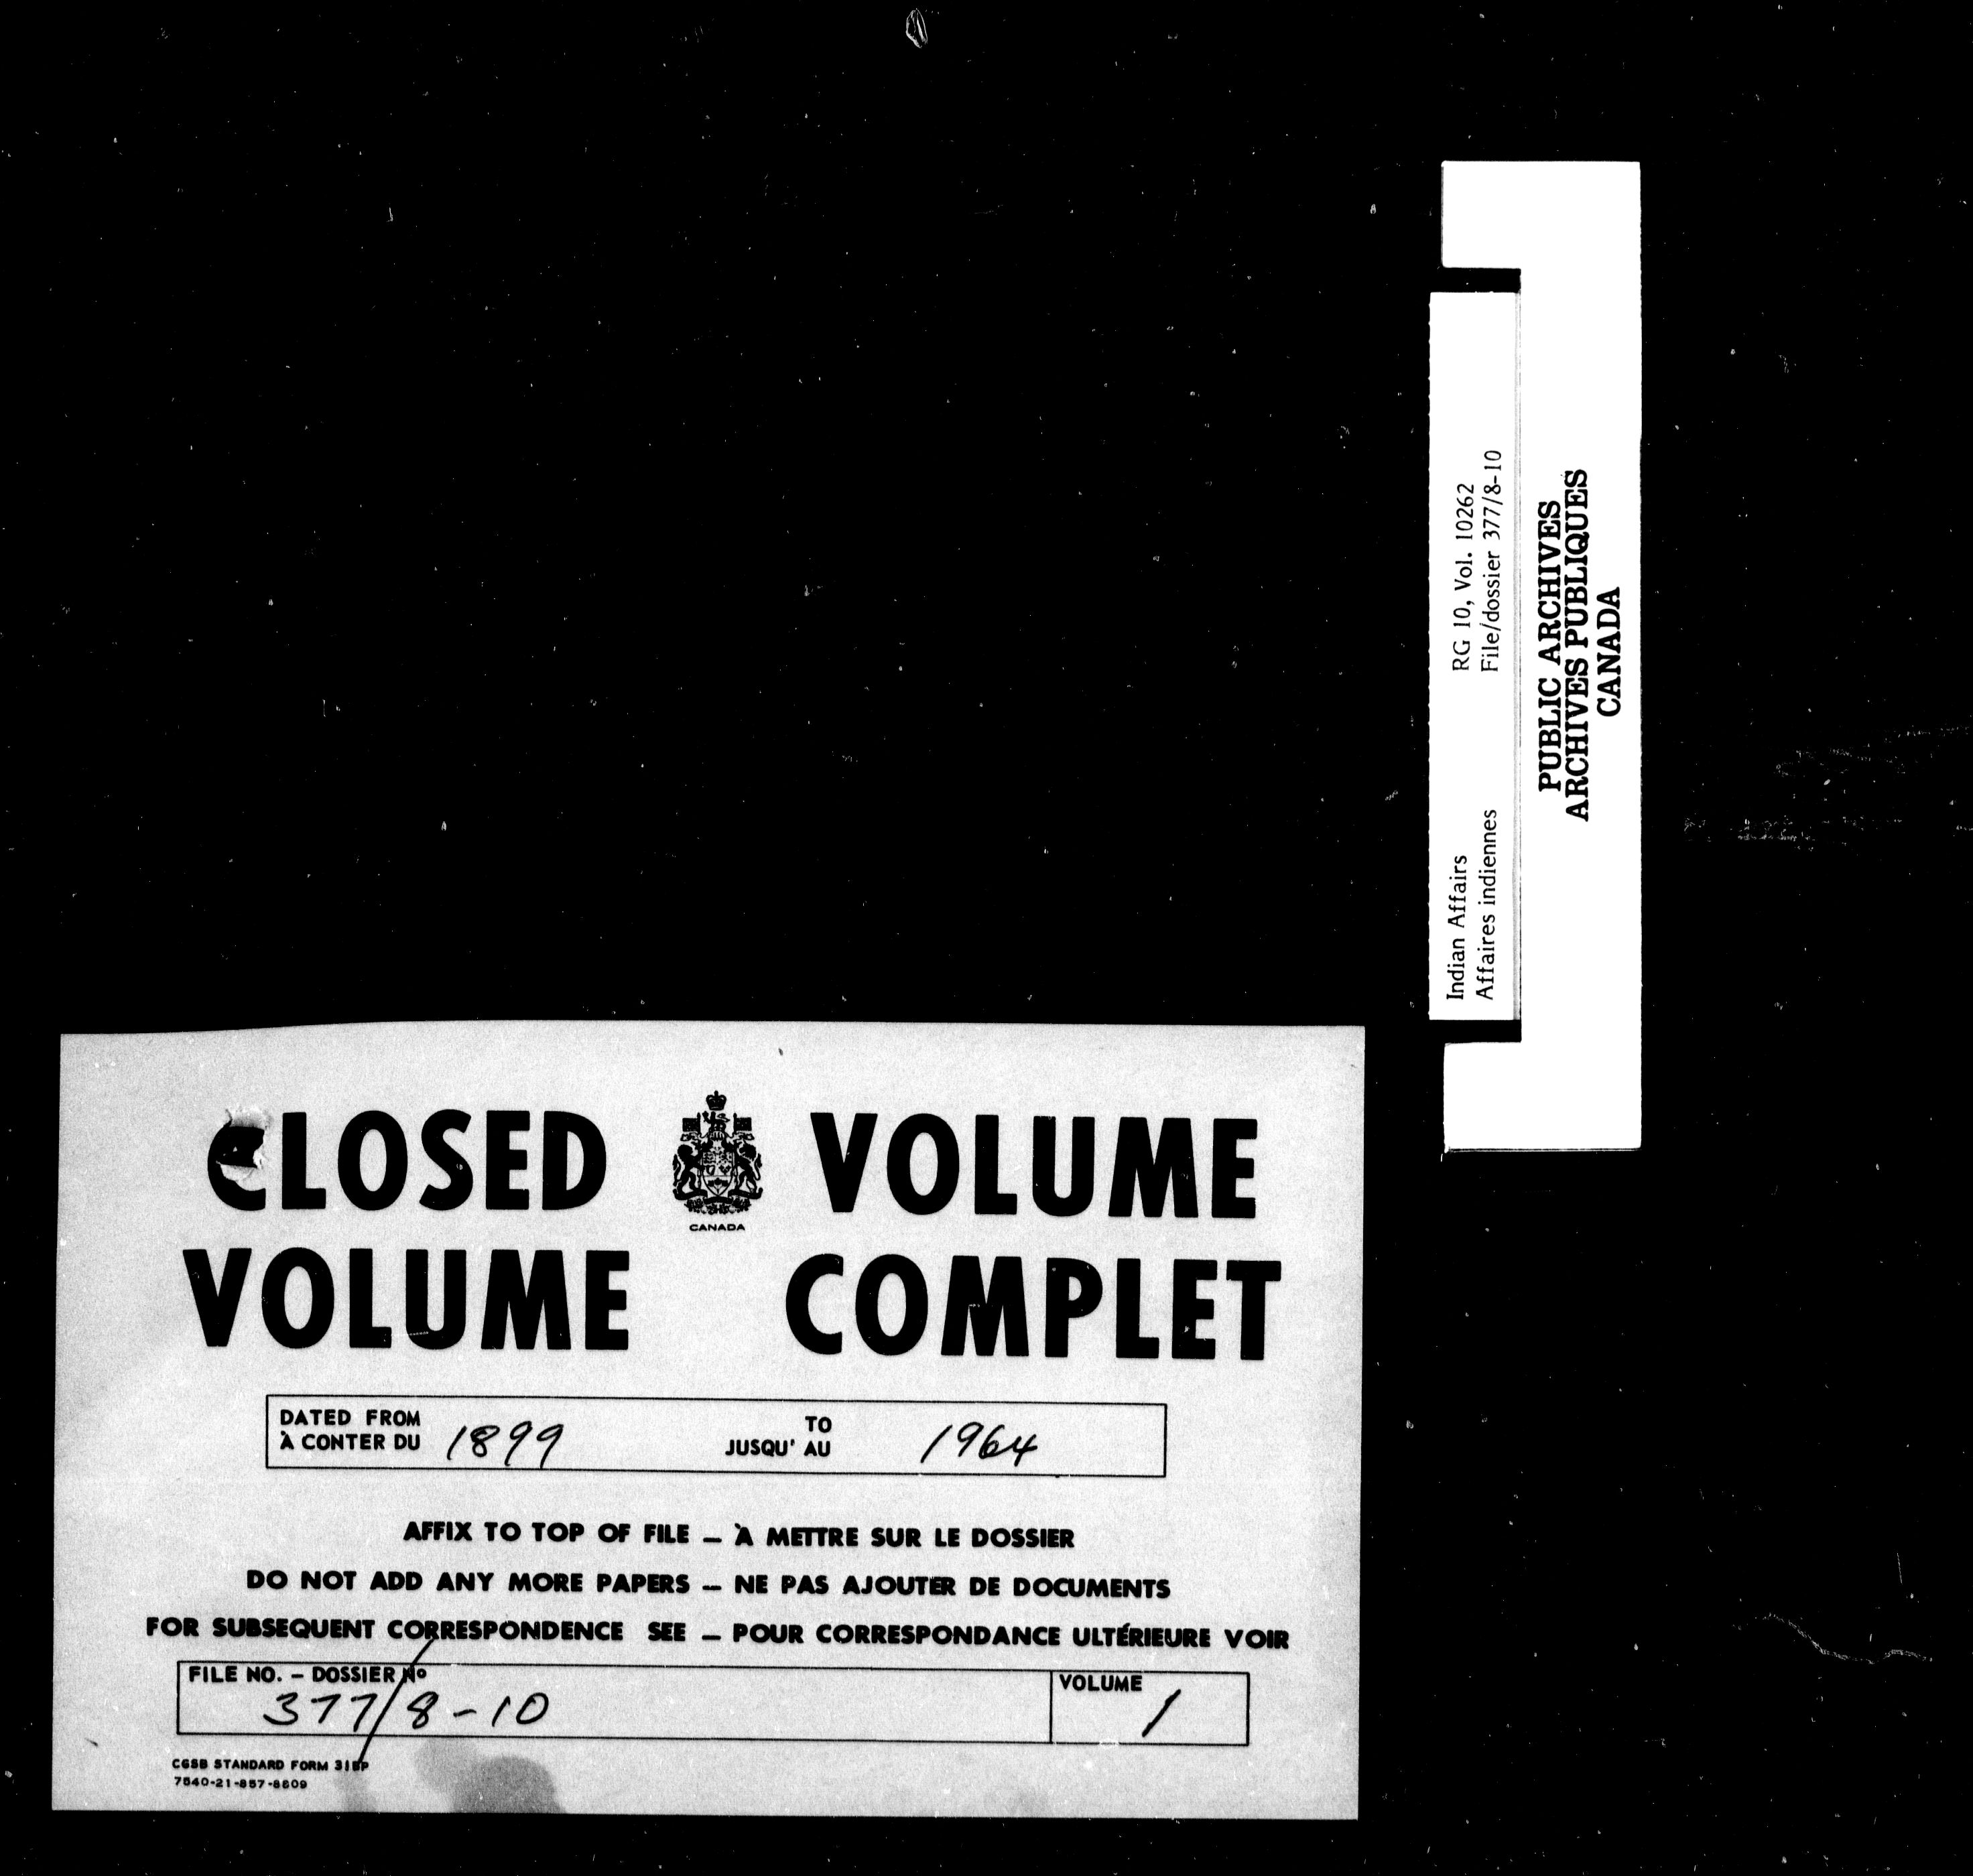 Indian Affairs RG 10, Vol. 10262
Affaires indiennes File/dossier 377/8-10
PUBLIC ARCHIVES
ARCHIVES PUBLIQUES
CANADA
CLOSED VOLUME
CANADA
VOLUME COMPLET
DATED FROM TO
À CONTER DU 1899 JUSQU' AU 1964
AFFIX TO TOP OF FILE — À METTRE SUR LE DOSSIER
DO NOT ADD ANY MORE PAPERS — NE PAS AJOUTER DE DOCUMENTS
FOR SUBSEQUENT CORRESPONDENCE SEE — POUR CORRESPONDANCE ULTÉRIEURE VOIR
FILE NO. - DOSSIER No VOLUME
377/8-10 1
CGSB STANDARD FORM
7540-21-857-8809